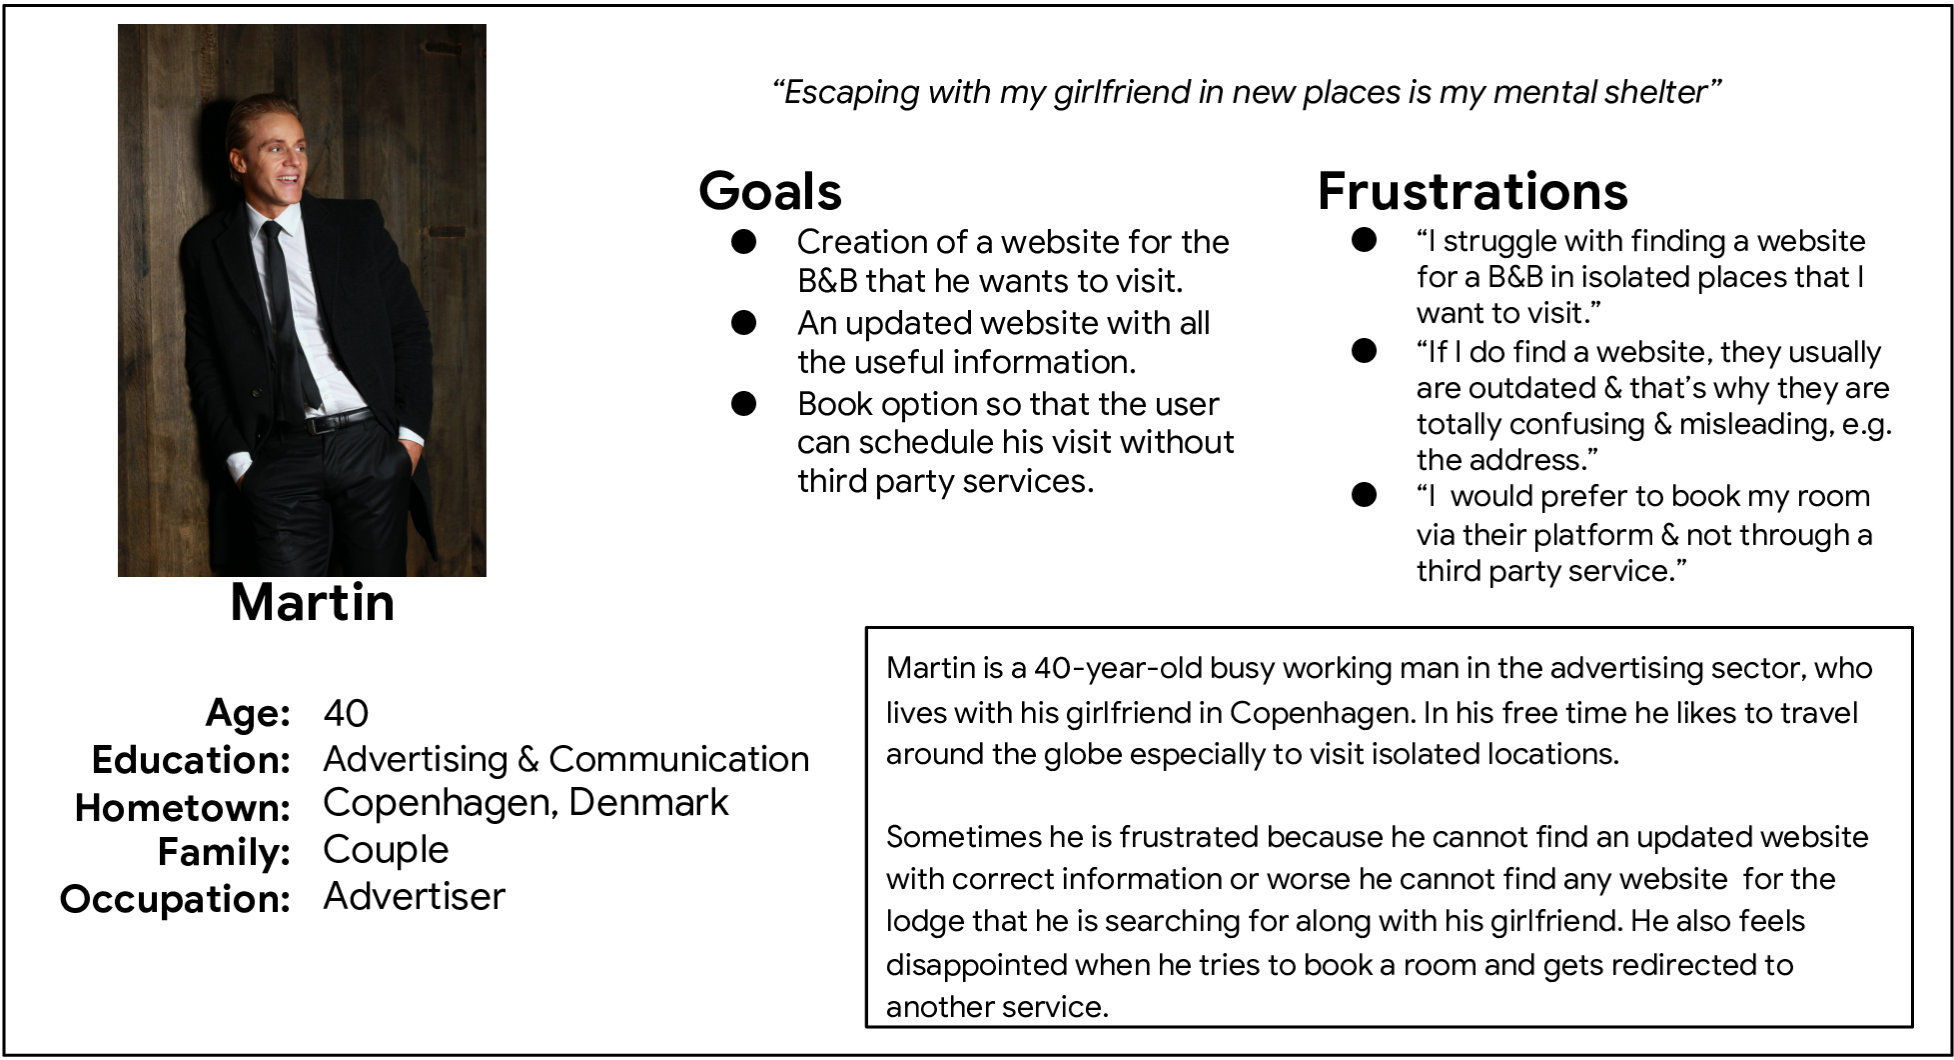 “Escaping with my girlfriend in new places is my mental shelter”
Goals
● Creation of a website for the
B&B that he wants to visit.
● An updated website with all
the useful information.
● Book option so that the user
can schedule his visit without
third party services.
Frustrations
● “I struggle with finding a website
for a B&B in isolated places that I
want to visit.”
● “If I do find a website, they usually
are outdated & that’s why they are
totally confusing & misleading, e.g.
the address.”
● “I  would prefer to book my room
via their platform & not through a
third party service.”
Martin
Age: 40
Education: Advertising & Communication
Hometown: Copenhagen, Denmark
Family: Couple
Occupation: Advertiser
Martin is a 40-year-old busy working man in the advertising sector, who
lives with his girlfriend in Copenhagen. In his free time he likes to travel
around the globe especially to visit isolated locations.
Sometimes he is frustrated because he cannot find an updated website
with correct information or worse he cannot find any website  for the
lodge that he is searching for along with his girlfriend. He also feels
disappointed when he tries to book a room and gets redirected to
another service.